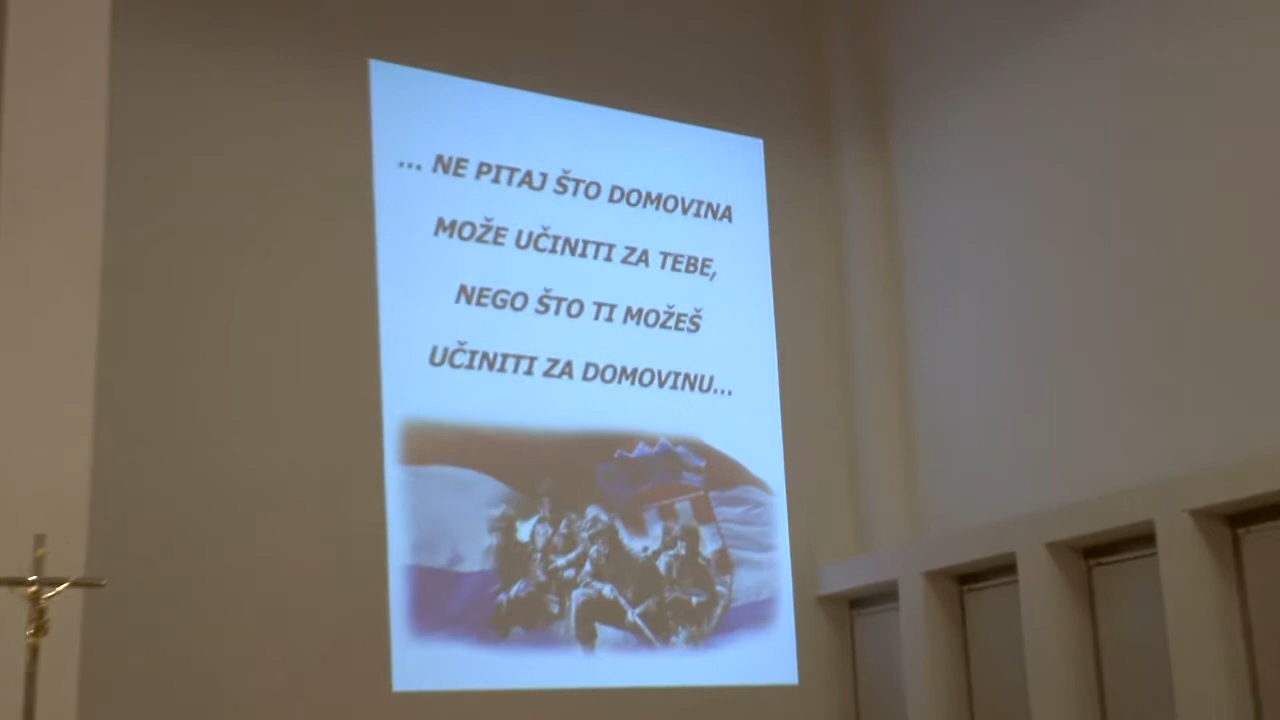 ... NE PITAJ ŠTO DOMOVINA
MOŽE UČINITI ZA TEBE,
NEGO ŠTO TI MOŽEŠ
UČINITI ZA DOMOVINU...